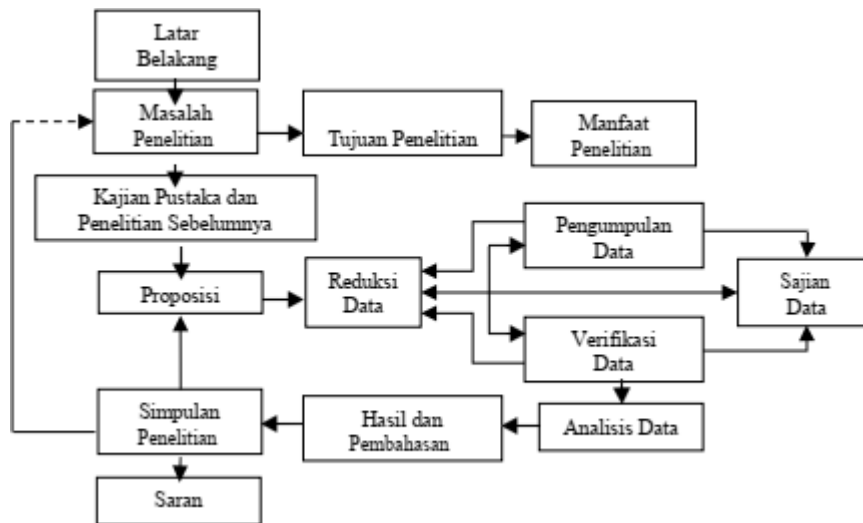 Latar
Belakang
Masalah
Penelitian
Tujuan Penelitian
Manfaat
Penelitian
Kajian Pustaka dan
Penelitian Sebelumnya
Pengumpulan
Data
Proposisi
Reduksi
Data
Sajian
Data
Verifikasi
Data
Simpulan
Penelitian
Hasil dan
Pembahasan
Analisis Data
Saran